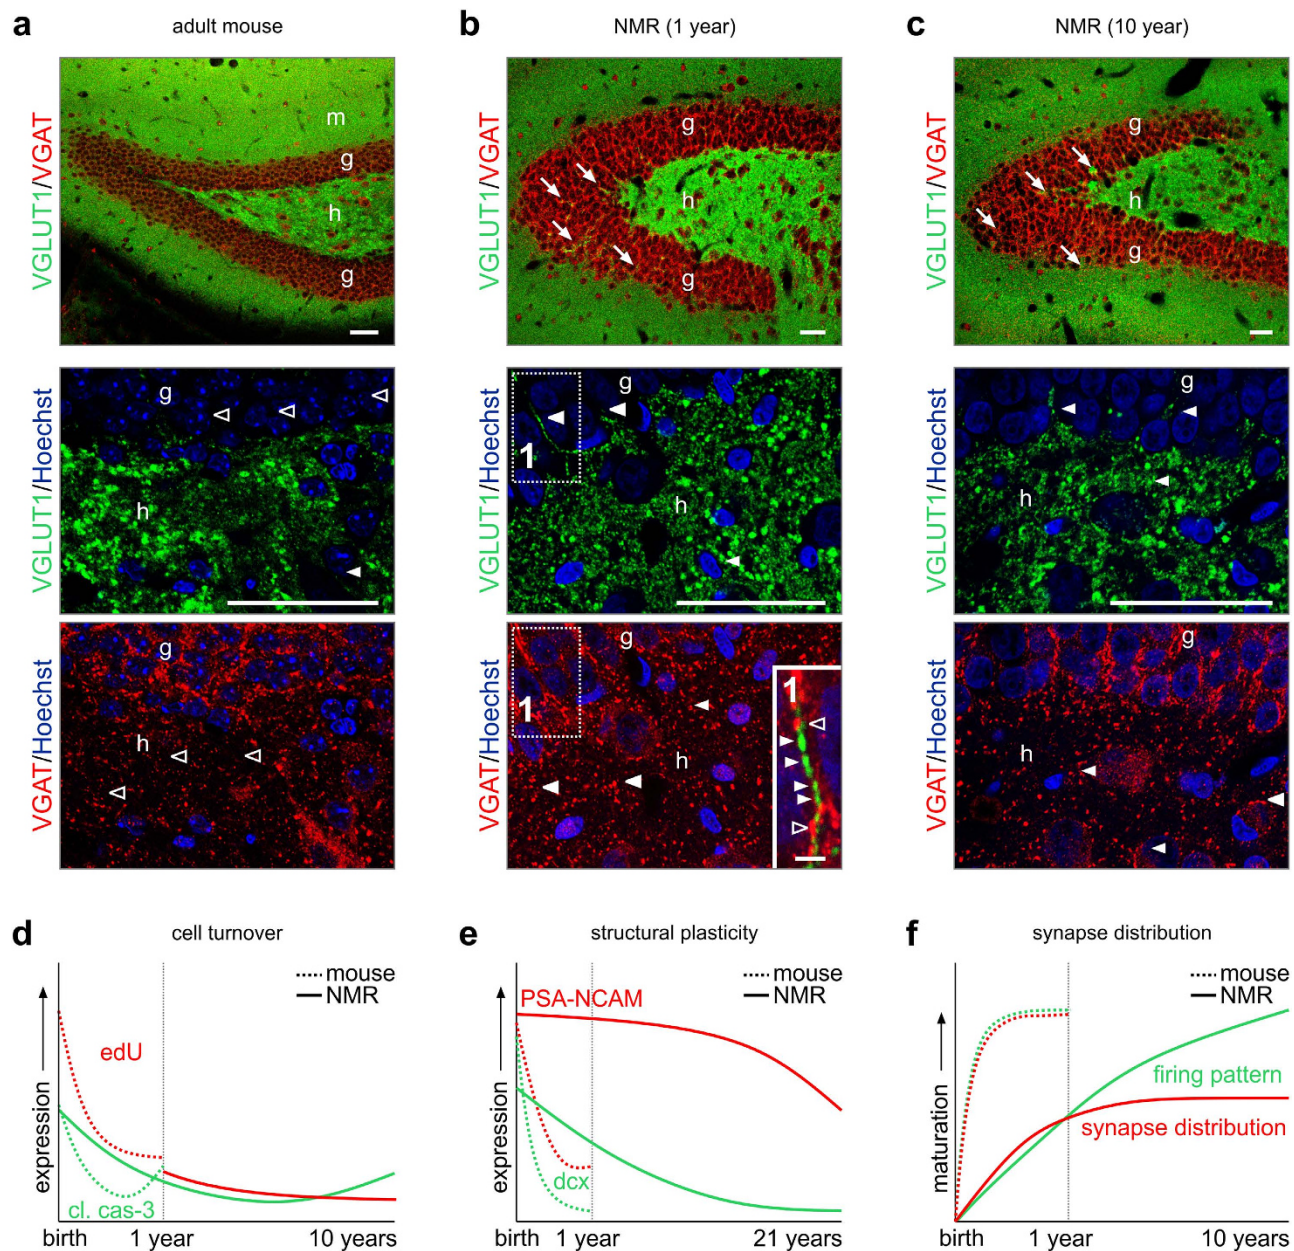 a adult mouse
b NMR (1 year)
c NMR (10 year)
VGLUT1/VGAT
m
g
h
g
VGLUT1/VGAT
g
h
g
VGLUT1/VGAT
g
h
g
VGLUT1/Hoechst
g
h
VGLUT1/Hoechst
g
1
h
VGLUT1/Hoechst
g
h
VGAT/Hoechst
g
h
VGAT/Hoechst
g
1
h
1
VGAT/Hoechst
g
h
d cell turnover
mouse
NMR
edU
cl. cas-3
expression
birth 1 year 10 years
e structural plasticity
mouse
NMR
PSA-NCAM
dcx
expression
birth 1 year 21 years
f synapse distribution
mouse
NMR
firing pattern
synapse distribution
maturation
birth 1 year 10 years